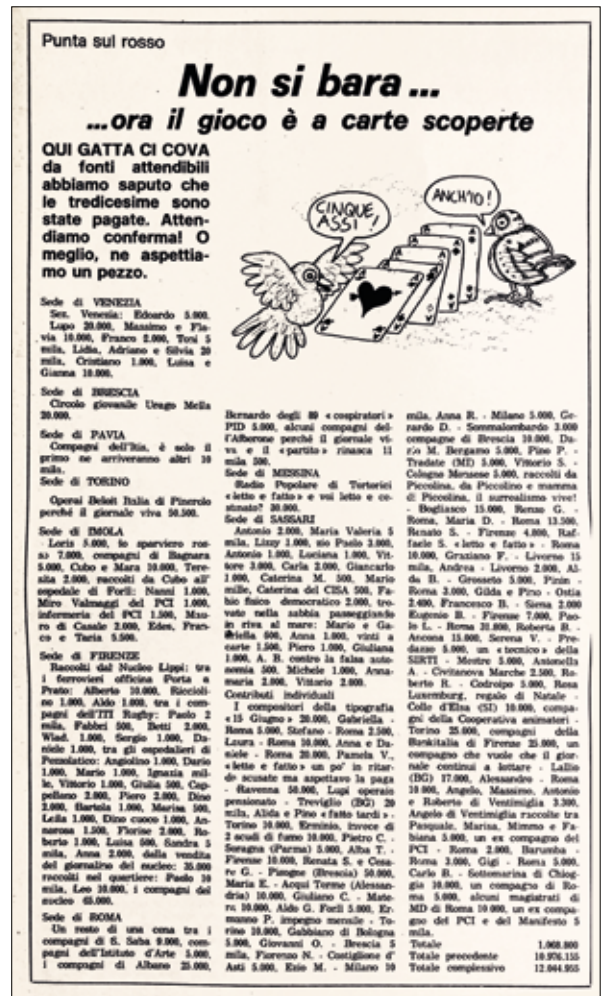 Punta sul rosso
Non si bara...
...ora il gioco è a carte scoperte
QUI GATTA CI COVA
da fonti attendibili
abbiamo saputo che
le tredicesime sono
state pagate. Atten-
diamo conferma! O
meglio, ne aspettia-
mo un pezzo.
CINQUE
ASSI!
ANCH'IO!
Sede di VENEZIA
Sez. Venezia: Edoardo 5.000,
Lupo 20.000, Massimo e Fla-
via 10.000, Franco 2.000, Toni 5
mila, Lidia, Adriano e Silvia 20
mila, Cristiano 1.000, Luisa e
Gianna 10.000.
Sede di BRESCIA
Circolo giovanile Urago Mella
20.000.
Sede di PAVIA
Compagni dell'Itis, è solo il
primo ne arriveranno altri 10
mila.
Sede di TORINO
Operai Beloit Italia di Pinerolo
perché il giornale viva 50.500.
Sede di IMOLA
Loris 5.000, lo sparviero ros-
so 7.000, compagni di Bagnara
5.000, Cubo e Mara 10.000, Tere-
sita 2.000, raccolti da Cubo all'
ospedale di Forlì: Nanni 1.000,
Miro Valmaggi del PCI 1.000,
infermeria del PCI 1.500, Mau-
ro di Casale 2.000, Edes, Fran-
co e Tazia 5.500.
Sede di FIRENZE
Raccolti dal Nucleo Lippi: tra
i ferrovieri officina Porta a
Prato: Alberto 10.000, Riccioli-
no 1.000, Aldo 1.000, tra i com-
pagni dell'ITI Rugby: Paolo 2
mila, Fabbri 500, Betti 2.000,
Wlad. 1.000, Sergio 1.000, Da-
niele 1.000, tra gli ospedalieri di
Pezzolatico: Angiolino 1.000, Dario
1.000, Mario 1.000, Ignazia mil-
le, Vittorio 1.000, Giulia 500, Cap-
pellano 2.000, Piero 2.000, Dino
2.000, Bartola 1.000, Marisa 500,
Leila 1.000, Dino cuoco 1.000, An-
narosa 1.500, Florise 2.000, Ro-
berto 1.000, Luisa 500, Sandra 5
mila, Anna 2.000, della vendita
del giornalino del nucleo: 35.000
raccolti nel quartiere: Paolo 10
mila, Leo 10.000, i compagni del
nucleo 65.000.
Sede di ROMA
Un resto di una cena tra i
compagni di S. Saba 9.000, com-
pagni dell'Istituto d'Arte 5.000,
i compagni di Albano 25.000,
Bernardo degli 89 «cospiratori»
PID 5.000, alcuni compagni del-
l'Alberone perché il giornale vi-
va e il «partito» rinasca 11
mila 500.
Sede di MESSINA
Radio Popolare di Tortorici
«letto e fatto» e voi letto e co-
stnato? 30.000.
Sede di SASSARI
Antonio 2.000, Maria Valeria 5
mila, Lizzy 1.000, zio Paolo 3.000,
Antonio 1.000, Luciana 1.000, Vit-
tore 3.000, Carla 2.000, Giancarlo
1.000, Caterina M. 500, Mario
mille, Caterina del CISA 500, Fa-
bio fisico democratico 2.000, tro-
vate nella sabbia passeggiando
in riva al mare: Mario e Ga-
briella 500, Anna 1.000, vinti a
carte 1.500, Piero 1.000, Giuliana
1.000, A. B. contro la falsa auto-
nomia 500, Michele 1.000, Anna-
maria 2.000, Vittorio 2.000.
Contributi individuali
I compositori della tipografia
«15 Giugno» 20.000, Gabriella -
Roma 5.000, Stefano - Roma 2.500,
Laura - Roma 10.000, Anna e Da-
niele - Roma 20.000, Pamela V.,
«letto e fatto» un po' in ritar-
do scusate ma aspettavo la paga
- Ravenna 50.000, Lupi operaio
pensionato - Treviglio (BG) 20
mila, Alida e Pino «fatto tardi» -
Torino 10.000, Erminio, invece di
2 scudi di fumo 10.000, Pietro C. -
Soragna (Parma) 5.000, Alba T. -
Firenze 10.000, Renata S. e Cesa-
re G. - Pisogne (Brescia) 50.000,
Maria E. - Acqui Terme (Alessan-
dria) 10.000, Giuliano C. - Mate-
ra 10.000, Aldo G. Forlì 5.000, Er-
manno P. impegno mensile - To-
rino 10.000, Gabbiano di Bologna
5.000, Giovanni O. - Brescia 5
mila, Fiorenzo N. - Costiglione d'
Asti 5.000, Ezio M. - Milano 10
mila, Anna R. - Milano 5.000, Ge-
rardo D. - Sommalombardo 3.000
compagne di Brescia 10.000, Da-
rio M. Bergamo 5.000, Pino P. -
Tradate (MI) 5.000, Vittorio S. -
Cologno Monzese 5.000, raccolti da
Piccolina, da Piccolino e mamma
di Piccolina, il surrealismo vive!
- Bogliasco 15.000, Renzo G. -
Roma, Maria D. - Roma 13.500,
Renato S. - Firenze 4.000, Raf-
faele S. «letto e fatto» - Roma
10.000, Graziano F. - Livorno 15
mila, Andrea - Livorno 2.000, Al-
da B. - Grosseto 5.000, Pinin -
Roma 3.000, Gilda e Pino - Ostia
2.400, Francesco B. - Siena 2.000
Eugenio B. - Firenze 7.000, Pao-
lo L. - Roma 30.000, Roberta B. -
Ancona 15.000, Serena V. - Pre-
dazzo 5.000, un «tecnico» della
SIRTI - Mestre 5.000, Antonella
A. - Civitanova Marche 2.500, Ro-
berto R. - Codroipo 5.000, Rosa
Luxemburg, regalo di Natale -
Colle d'Elsa (SI) 10.000, compa-
gni della Cooperativa animatori -
Torino 25.000, compagni della
Bankitalia di Firenze 25.000, un
compagno che vuole che il gior-
nale continui a lottare - Lallio
(BG) 17.000, Alessandro - Roma
10.000, Angelo, Massimo, Antonio
e Roberto di Ventimiglia 3.300,
Angelo di Ventimiglia raccolte tra
Pasquale, Marisa, Mimmo e Fa-
biana 5.000, un ex compagno del
PCI - Roma 2.000, Barumba -
Roma 3.000, Gigi - Roma 5.000,
Carlo B. - Sottomarina di Chiog-
gia 10.000, un compagno di Ro-
ma 5.000, alcuni magistrati di
MD di Roma 10.000, un ex compa-
gno del PCI e del Manifesto 5
mila.
Totale 1.068.800
Totale precedente 10.976.155
Totale complessivo 12.044.955